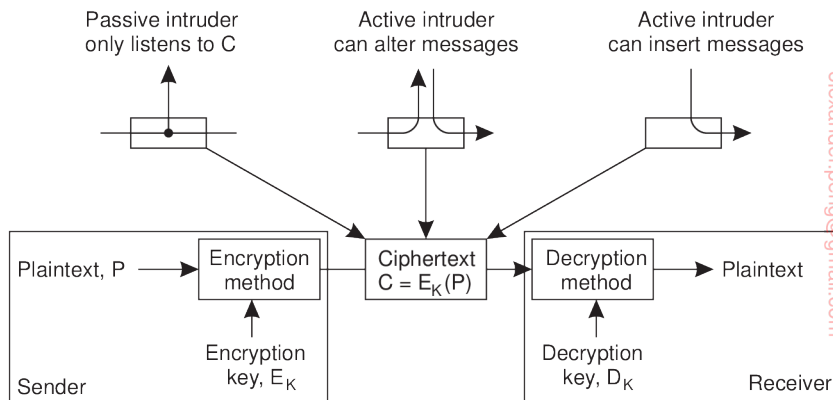 Passive intruder
only listens to C
Active intruder
can alter messages
Active intruder
can insert messages
Plaintext, P
Encryption
method
Ciphertext
C = E_K(P)
Decryption
method
Plaintext
Encryption
key, E_K
Decryption
key, D_K
Sender
Receiver